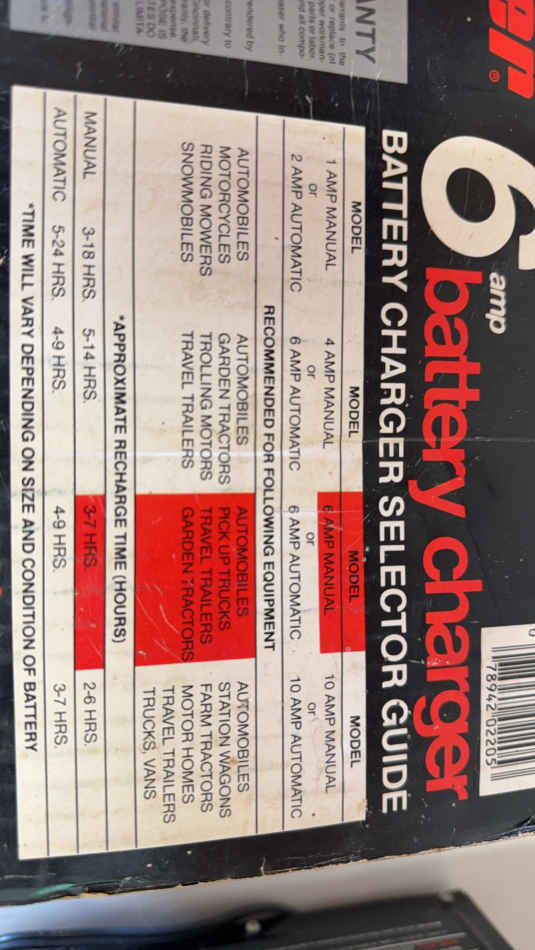 er®
6 amp
battery charger
BATTERY CHARGER SELECTOR GUIDE
MODEL MODEL MODEL MODEL
1 AMP MANUAL 4 AMP MANUAL 6 AMP MANUAL 10 AMP MANUAL
or or or or
2 AMP AUTOMATIC 6 AMP AUTOMATIC 6 AMP AUTOMATIC 10 AMP AUTOMATIC
RECOMMENDED FOR FOLLOWING EQUIPMENT
AUTOMOBILES AUTOMOBILES AUTOMOBILES AUTOMOBILES
MOTORCYCLES GARDEN TRACTORS PICK UP TRUCKS STATION WAGONS
RIDING MOWERS TROLLING MOTORS TRAVEL TRAILERS FARM TRACTORS
SNOWMOBILES TRAVEL TRAILERS GARDEN TRACTORS MOTOR HOMES
TRAVEL TRAILERS
TRUCKS, VANS
*APPROXIMATE RECHARGE TIME (HOURS)
MANUAL 3-18 HRS. 5-14 HRS. 3-7 HRS. 2-6 HRS.
AUTOMATIC 5-24 HRS. 4-9 HRS. 4-9 HRS. 3-7 HRS.
*TIME WILL VARY DEPENDING ON SIZE AND CONDITION OF BATTERY
78942 02205
ANTY